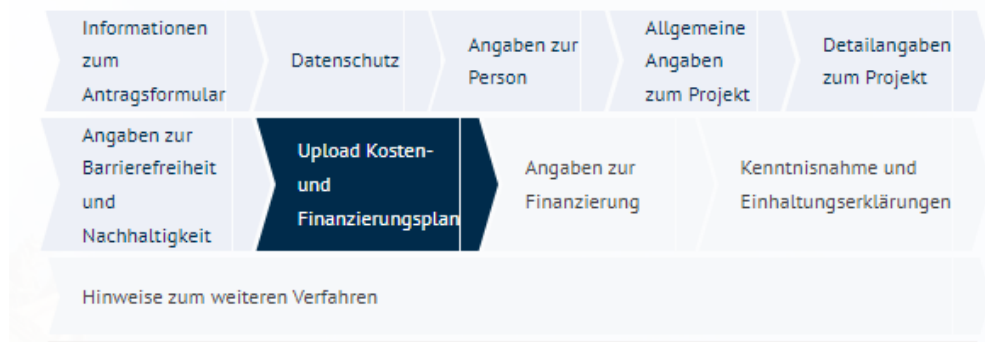 Informationen
zum
Antragsformular
Datenschutz
Angaben zur
Person
Allgemeine
Angaben
zum Projekt
Detailangaben
zum Projekt
Angaben zur
Barrierefreiheit
und
Nachhaltigkeit
Upload Kosten-
und
Finanzierungsplan
Angaben zur
Finanzierung
Kenntnisnahme und
Einhaltungserklärungen
Hinweise zum weiteren Verfahren